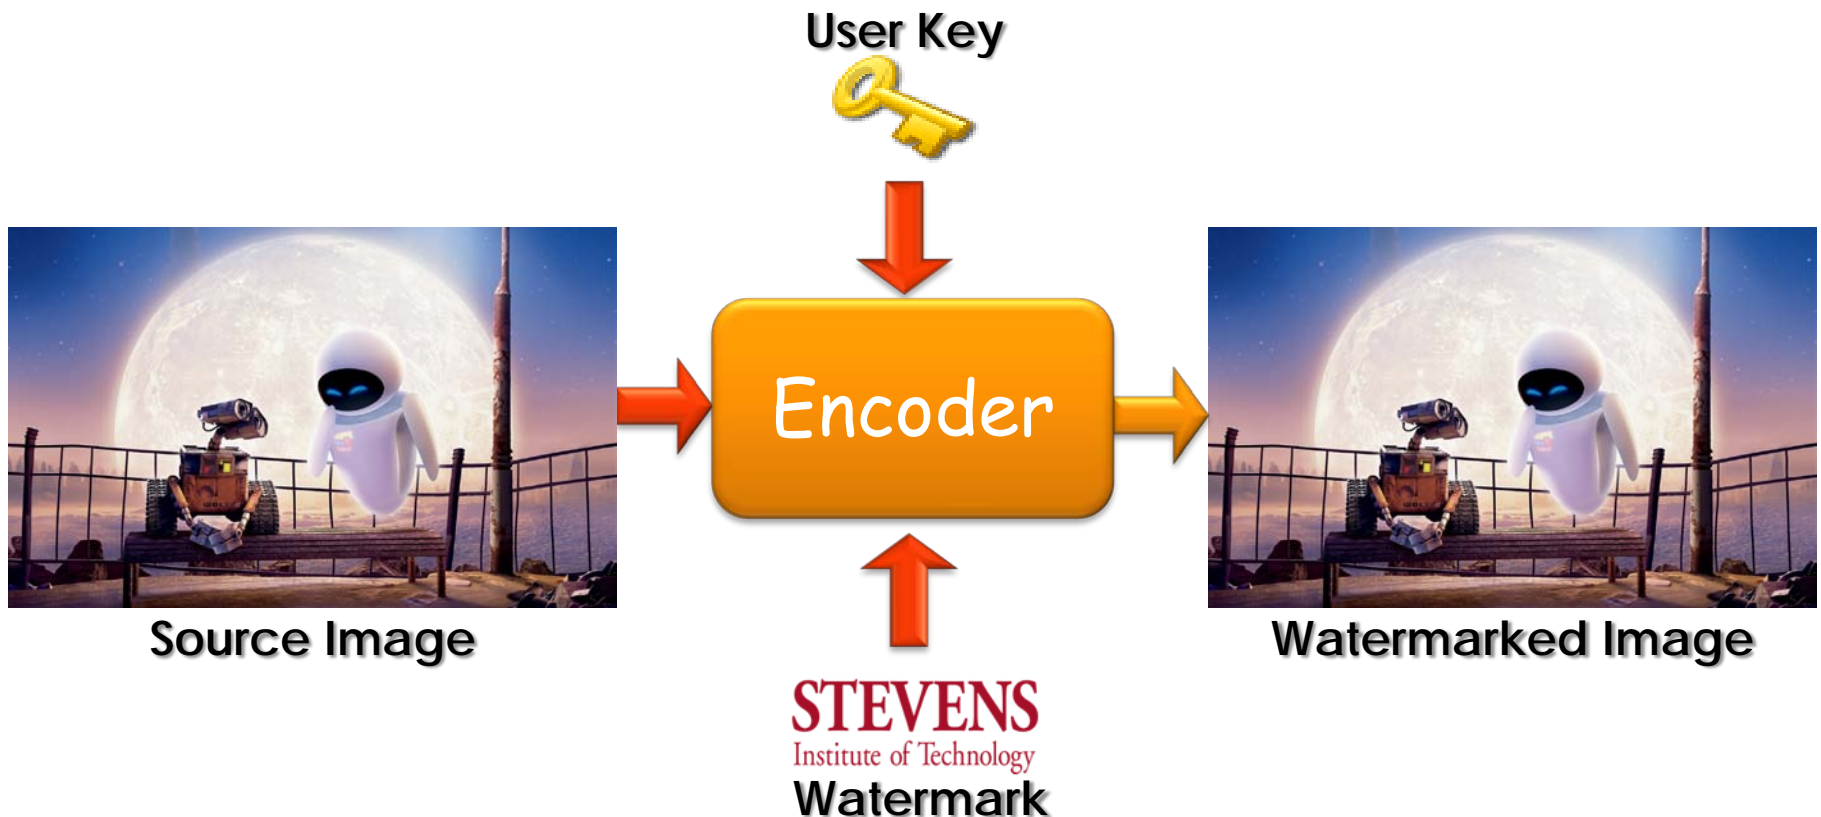 User Key
Encoder
Source Image
Watermarked Image
STEVENS
Institute of Technology
Watermark